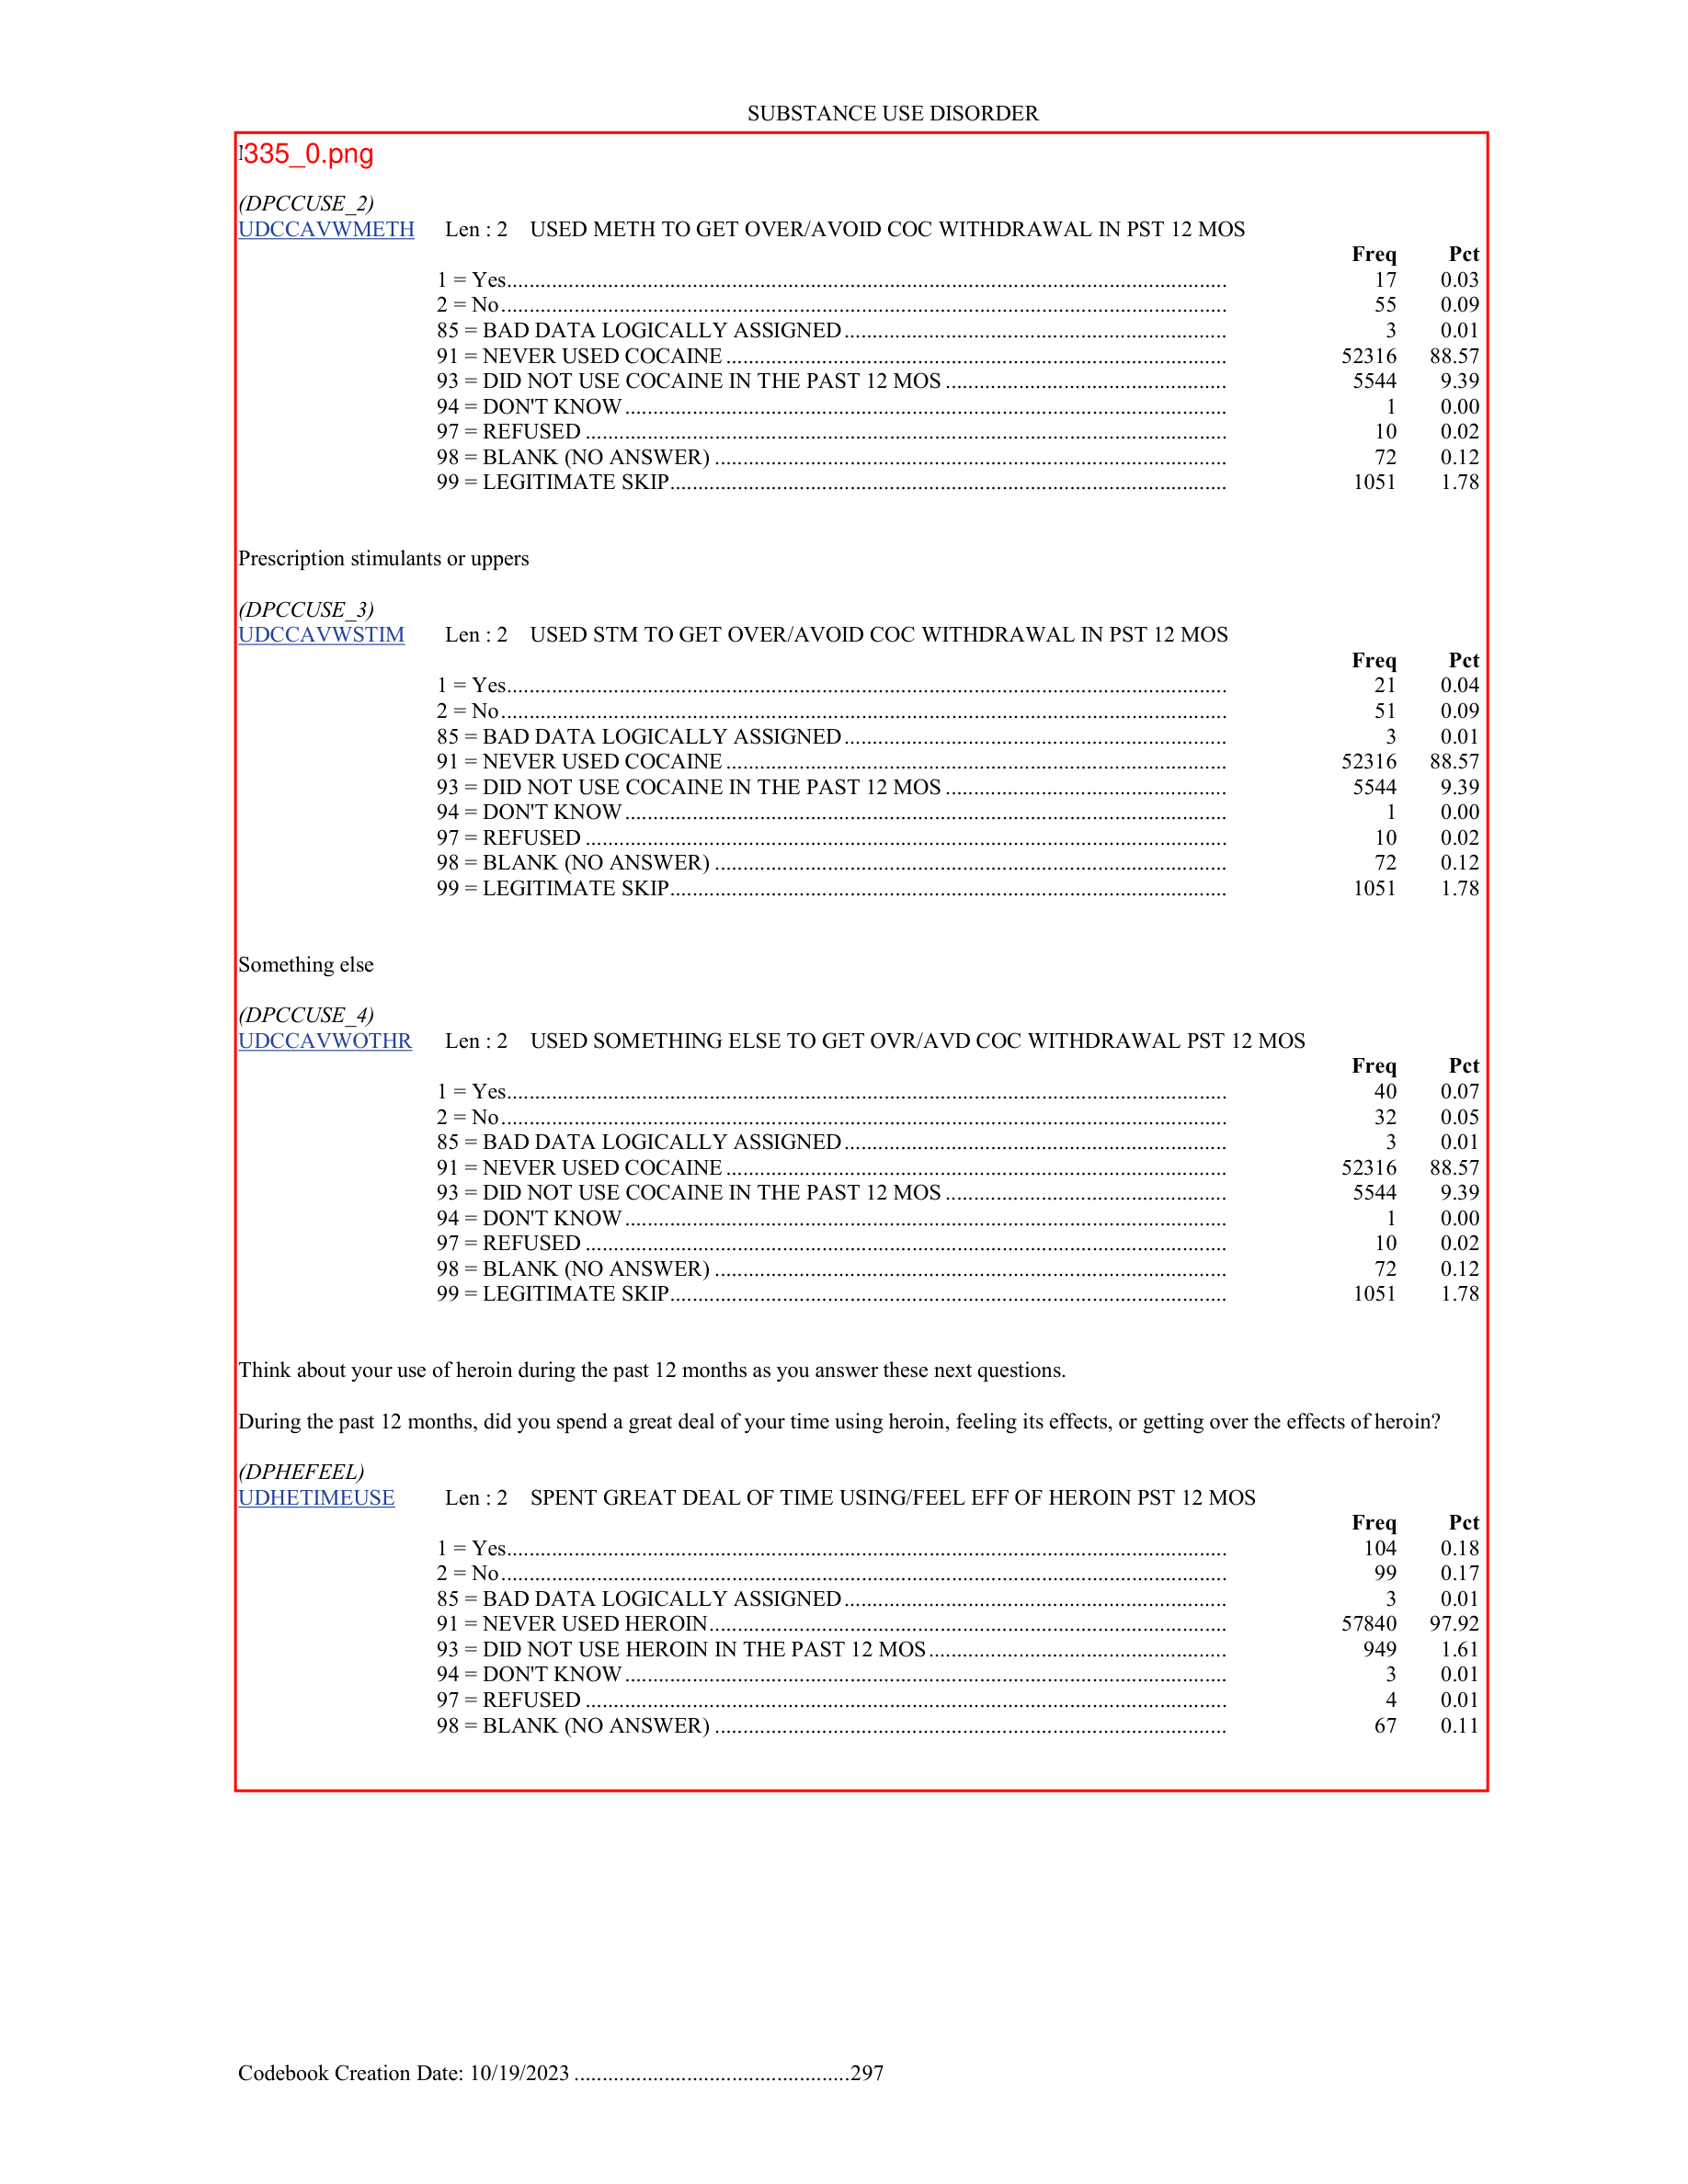 SUBSTANCE USE DISORDER
335_0.png
(DPCCUSE_2)
UDCCAVWMETH Len : 2 USED METH TO GET OVER/AVOID COC WITHDRAWAL IN PST 12 MOS
Freq Pct
1 = Yes 17 0.03
2 = No 55 0.09
85 = BAD DATA LOGICALLY ASSIGNED 3 0.01
91 = NEVER USED COCAINE 52316 88.57
93 = DID NOT USE COCAINE IN THE PAST 12 MOS 5544 9.39
94 = DON'T KNOW 1 0.00
97 = REFUSED 10 0.02
98 = BLANK (NO ANSWER) 72 0.12
99 = LEGITIMATE SKIP 1051 1.78
Prescription stimulants or uppers
(DPCCUSE_3)
UDCCAVWSTIM Len : 2 USED STM TO GET OVER/AVOID COC WITHDRAWAL IN PST 12 MOS
Freq Pct
1 = Yes 21 0.04
2 = No 51 0.09
85 = BAD DATA LOGICALLY ASSIGNED 3 0.01
91 = NEVER USED COCAINE 52316 88.57
93 = DID NOT USE COCAINE IN THE PAST 12 MOS 5544 9.39
94 = DON'T KNOW 1 0.00
97 = REFUSED 10 0.02
98 = BLANK (NO ANSWER) 72 0.12
99 = LEGITIMATE SKIP 1051 1.78
Something else
(DPCCUSE_4)
UDCCAVWOTHR Len : 2 USED SOMETHING ELSE TO GET OVR/AVD COC WITHDRAWAL PST 12 MOS
Freq Pct
1 = Yes 40 0.07
2 = No 32 0.05
85 = BAD DATA LOGICALLY ASSIGNED 3 0.01
91 = NEVER USED COCAINE 52316 88.57
93 = DID NOT USE COCAINE IN THE PAST 12 MOS 5544 9.39
94 = DON'T KNOW 1 0.00
97 = REFUSED 10 0.02
98 = BLANK (NO ANSWER) 72 0.12
99 = LEGITIMATE SKIP 1051 1.78
Think about your use of heroin during the past 12 months as you answer these next questions.
During the past 12 months, did you spend a great deal of your time using heroin, feeling its effects, or getting over the effects of heroin?
(DPHEFEEL)
UDHETIMEUSE Len : 2 SPENT GREAT DEAL OF TIME USING/FEEL EFF OF HEROIN PST 12 MOS
Freq Pct
1 = Yes 104 0.18
2 = No 99 0.17
85 = BAD DATA LOGICALLY ASSIGNED 3 0.01
91 = NEVER USED HEROIN 57840 97.92
93 = DID NOT USE HEROIN IN THE PAST 12 MOS 949 1.61
94 = DON'T KNOW 3 0.01
97 = REFUSED 4 0.01
98 = BLANK (NO ANSWER) 67 0.11
Codebook Creation Date: 10/19/2023 297